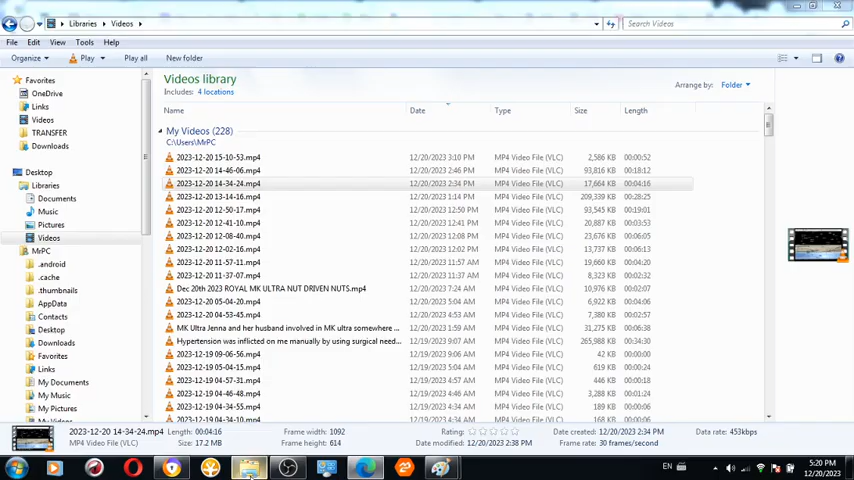 Libraries Videos Search Videos
File Edit View Tools Help
Organize Play Play all New folder
Favorites
OneDrive
Links
Videos
TRANSFER
Downloads
Desktop
Libraries
Documents
Music
Pictures
Videos
MrPC
.android
.cache
.thumbnails
AppData
Contacts
Desktop
Downloads
Favorites
Links
My Documents
My Music
My Pictures
My Videos
Videos library
Includes: 4 locations
Arrange by: Folder
Name Date Type Size Length
My Videos (228)
C:\Users\MrPC
2023-12-20 15-10-53.mp4 12/20/2023 3:10 PM MP4 Video File (VLC) 2,586 KB 00:00:52
2023-12-20 14-46-06.mp4 12/20/2023 2:46 PM MP4 Video File (VLC) 93,816 KB 00:18:12
2023-12-20 14-34-24.mp4 12/20/2023 2:34 PM MP4 Video File (VLC) 17,664 KB 00:04:16
2023-12-20 13-14-16.mp4 12/20/2023 1:14 PM MP4 Video File (VLC) 209,339 KB 00:28:25
2023-12-20 12-50-17.mp4 12/20/2023 12:50 PM MP4 Video File (VLC) 93,545 KB 00:19:01
2023-12-20 12-41-10.mp4 12/20/2023 12:41 PM MP4 Video File (VLC) 20,887 KB 00:03:53
2023-12-20 12-08-40.mp4 12/20/2023 12:08 PM MP4 Video File (VLC) 23,676 KB 00:06:05
2023-12-20 12-02-16.mp4 12/20/2023 12:02 PM MP4 Video File (VLC) 13,737 KB 00:06:13
2023-12-20 11-57-11.mp4 12/20/2023 11:57 AM MP4 Video File (VLC) 19,660 KB 00:04:20
2023-12-20 11-37-07.mp4 12/20/2023 11:37 AM MP4 Video File (VLC) 8,323 KB 00:02:32
Dec 20th 2023 ROYAL MK ULTRA NUT DRIVEN NUTS.mp4 12/20/2023 7:24 AM MP4 Video File (VLC) 10,976 KB 00:02:07
2023-12-20 05-04-20.mp4 12/20/2023 5:04 AM MP4 Video File (VLC) 6,922 KB 00:04:06
2023-12-20 04-53-45.mp4 12/20/2023 4:53 AM MP4 Video File (VLC) 7,380 KB 00:02:57
MK Ultra Jenna and her husband involved in MK ultra somewhere ... 12/20/2023 1:59 AM MP4 Video File (VLC) 31,275 KB 00:06:38
Hypertension was inflicted on me manually by using surgical need... 12/19/2023 9:07 AM MP4 Video File (VLC) 265,988 KB 00:34:30
2023-12-19 09-06-56.mp4 12/19/2023 9:06 AM MP4 Video File (VLC) 42 KB 00:00:00
2023-12-19 05-04-15.mp4 12/19/2023 5:04 AM MP4 Video File (VLC) 619 KB 00:00:24
2023-12-19 04-57-31.mp4 12/19/2023 4:57 AM MP4 Video File (VLC) 446 KB 00:00:18
2023-12-19 04-46-48.mp4 12/19/2023 4:46 AM MP4 Video File (VLC) 3,288 KB 00:01:24
2023-12-19 04-34-55.mp4 12/19/2023 4:34 AM MP4 Video File (VLC) 189 KB 00:00:06
2023-12-19 04-34-10.mp4 12/19/2023 4:34 AM MP4 Video File (VLC) 168 KB 00:00:06
2023-12-20 14-34-24.mp4 Length: 00:04:16 Frame width: 1092 Rating: Date created: 12/20/2023 2:34 PM Data rate: 453kbps
MP4 Video File (VLC) Size: 17.2 MB Frame height: 614 Date modified: 12/20/2023 2:38 PM Frame rate: 30 frames/second
EN 5:20 PM
12/20/2023